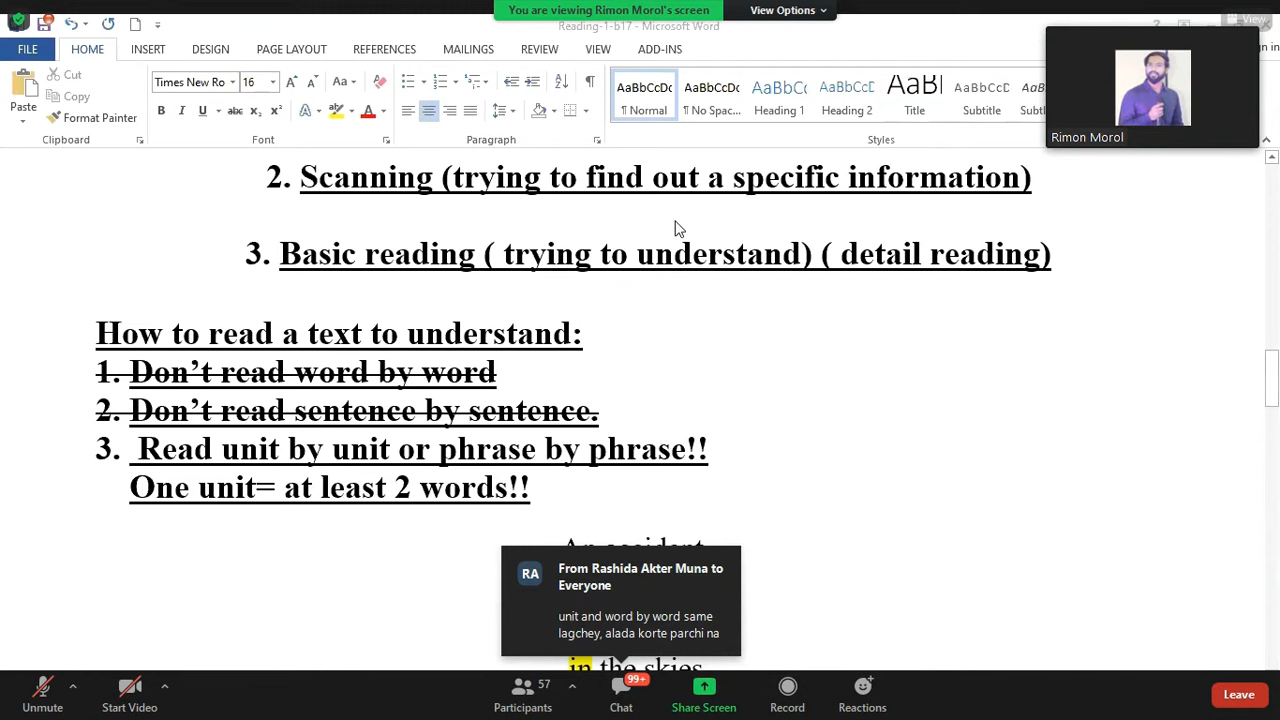 You are viewing Rimon Morol's screen
View Options
Reading-1-b17 - Microsoft Word
View
FILE
HOME
INSERT
DESIGN
PAGE LAYOUT
REFERENCES
MAILINGS
REVIEW
VIEW
ADD-INS
in in
Paste
Cut
Copy
Format Painter
Clipboard
Times New Ro
16
Font
Paragraph
AaBbCcDc
¶ Normal
AaBbCcDc
¶ No Spac...
AaBbCc
Heading 1
AaBbCcD
Heading 2
AaBl
Title
AaBbCcD
Subtitle
Styles
Rimon Morol
2. Scanning (trying to find out a specific information)
3. Basic reading ( trying to understand) ( detail reading)
How to read a text to understand:
1. Don't read word by word
2. Don't read sentence by sentence.
3. Read unit by unit or phrase by phrase!!
One unit= at least 2 words!!
An accident
RA
From Rashida Akter Muna to
Everyone
unit and word by word same
lagchey, alada korte parchi na
in the skies
Unmute
Start Video
57
Participants
99+
Chat
Share Screen
Record
Reactions
Leave